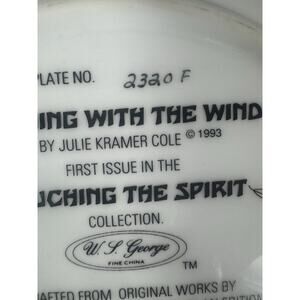 PLATE NO. 2320 F
ING WITH THE WIND
BY JULIE KRAMER COLE © 1993
FIRST ISSUE IN THE
UCHING THE SPIRIT
COLLECTION.
W. S. George
FINE CHINA
TM
AFTED FROM ORIGINAL WORKS BY